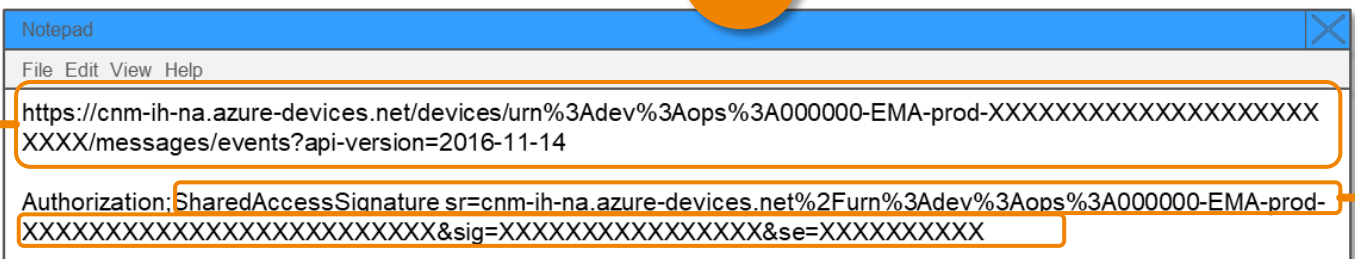 Notepad
File Edit View Help
https://cnm-ih-na.azure-devices.net/devices/urn%3Adev%3Aops%3A000000-EMA-prod-XXXXXXXXXXXXXXXXXXXX
XXXX/messages/events?api-version=2016-11-14
Authorization;SharedAccessSignature sr=cnm-ih-na.azure-devices.net%2Furn%3Adev%3Aops%3A000000-EMA-prod-
XXXXXXXXXXXXXXXXXXXXXXXXX&sig=XXXXXXXXXXXXXXXX&se=XXXXXXXXXX